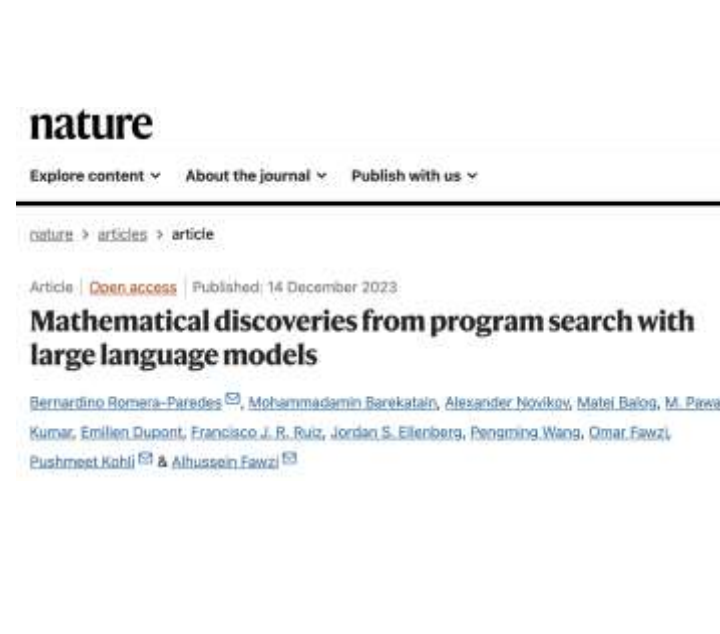 nature
Explore content About the journal Publish with us
nature > articles > article
Article | Open access | Published: 14 December 2023
Mathematical discoveries from program search with
large language models
Bernardino Romera-Paredes, Mohammadamin Barekatain, Alexander Novikov, Matej Balog, M. Pawa
Kumar, Emilien Dupont, Francisco J. R. Ruiz, Jordan S. Ellenberg, Pengming Wang, Omar Fawzi,
Pushmeet Kohli & Alhussein Fawzi